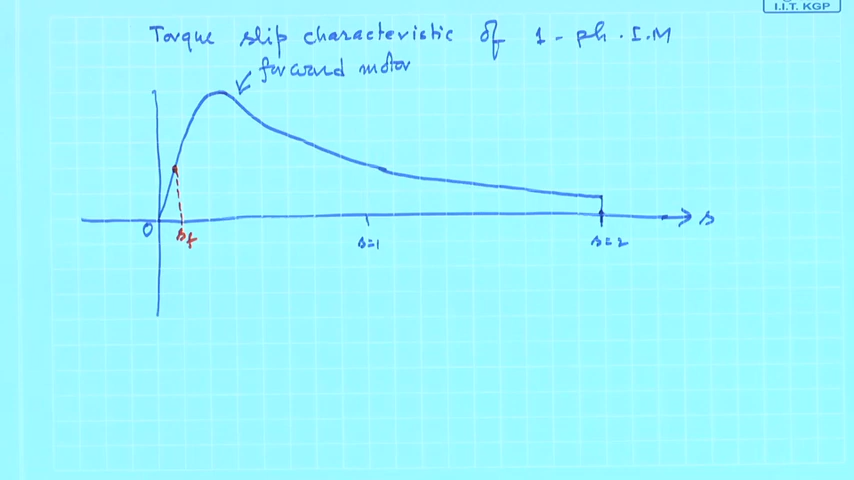 I.I.T. KGP
Torque slip characteristic of 1-ph.I.M
forward motor
0
sf
s=1
s=2
s